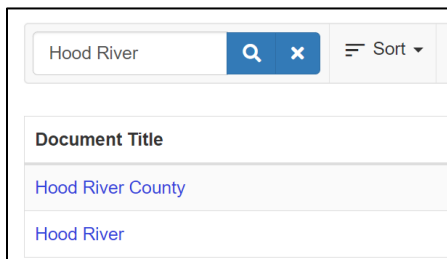 Hood River
Sort
Document Title
Hood River County
Hood River